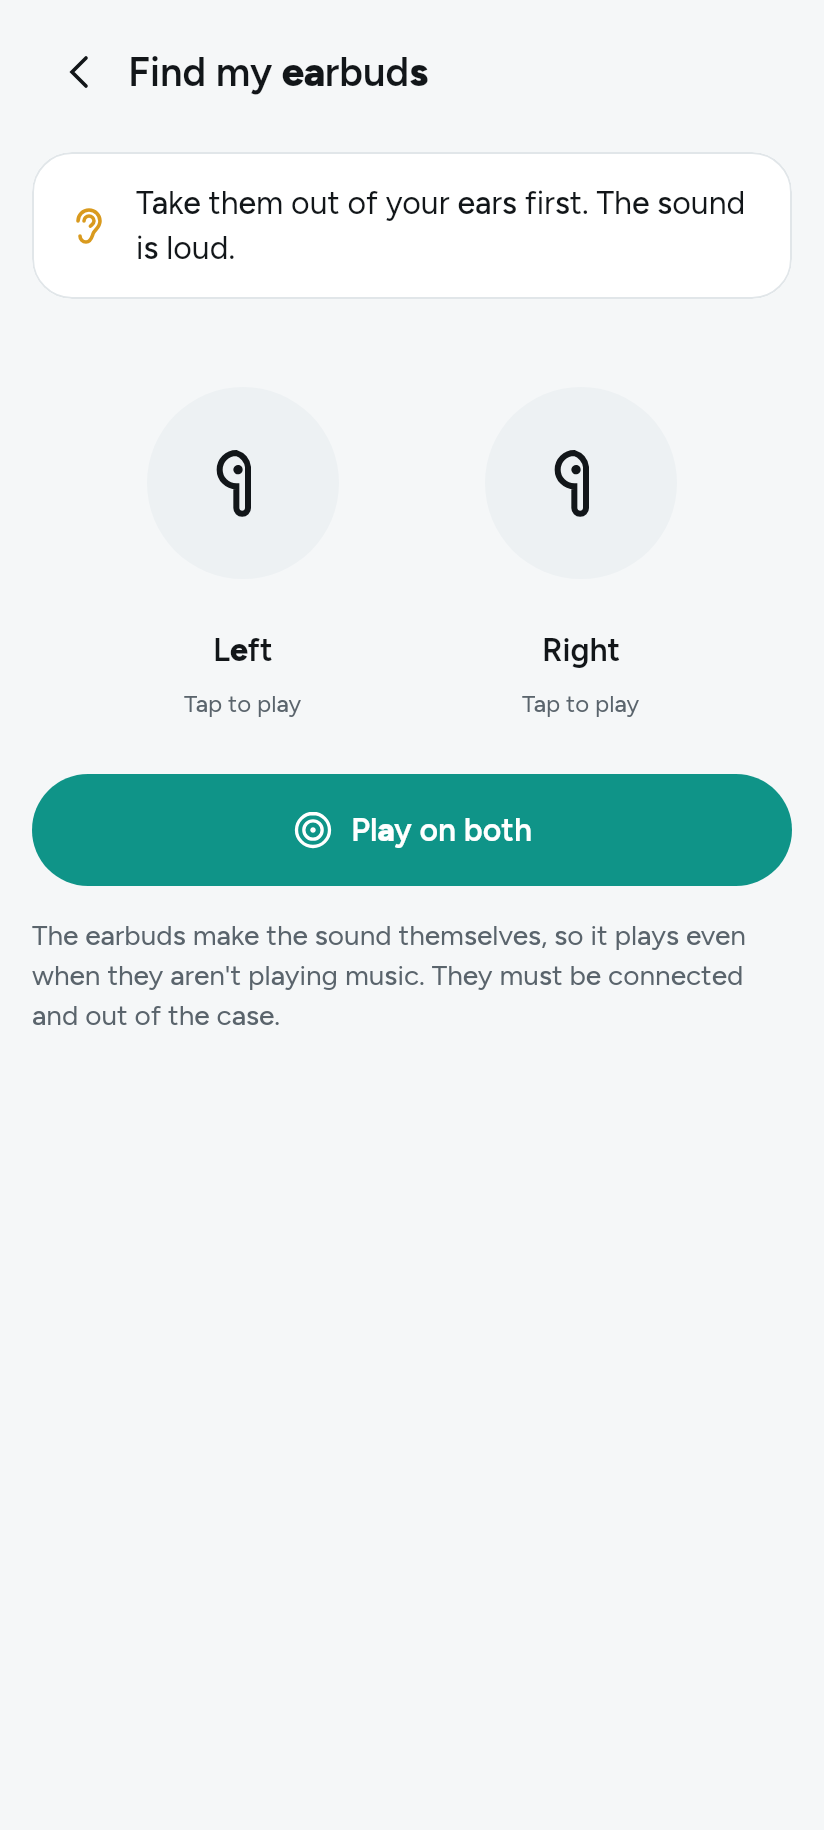 Find my earbuds
Take them out of your ears first. The sound
is loud.
Left
Right
Tap to play
Tap to play
Play on both
The earbuds make the sound themselves, so it plays even
when they aren't playing music. They must be connected
and out of the case.